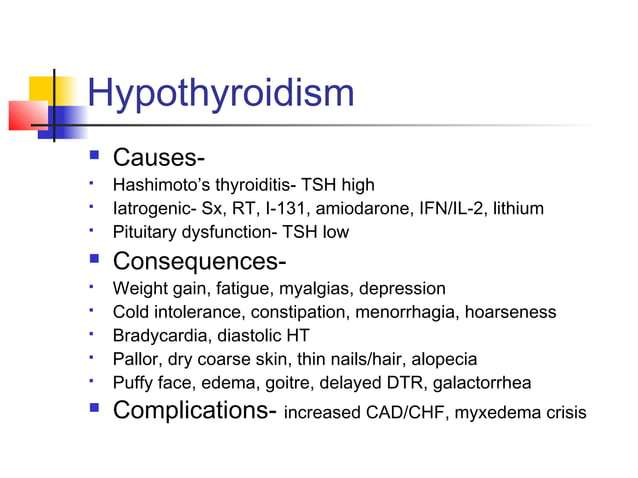 Hypothyroidism
Causes-
Hashimoto’s thyroiditis- TSH high
Iatrogenic- Sx, RT, I-131, amiodarone, IFN/IL-2, lithium
Pituitary dysfunction- TSH low
Consequences-
Weight gain, fatigue, myalgias, depression
Cold intolerance, constipation, menorrhagia, hoarseness
Bradycardia, diastolic HT
Pallor, dry coarse skin, thin nails/hair, alopecia
Puffy face, edema, goitre, delayed DTR, galactorrhea
Complications- increased CAD/CHF, myxedema crisis